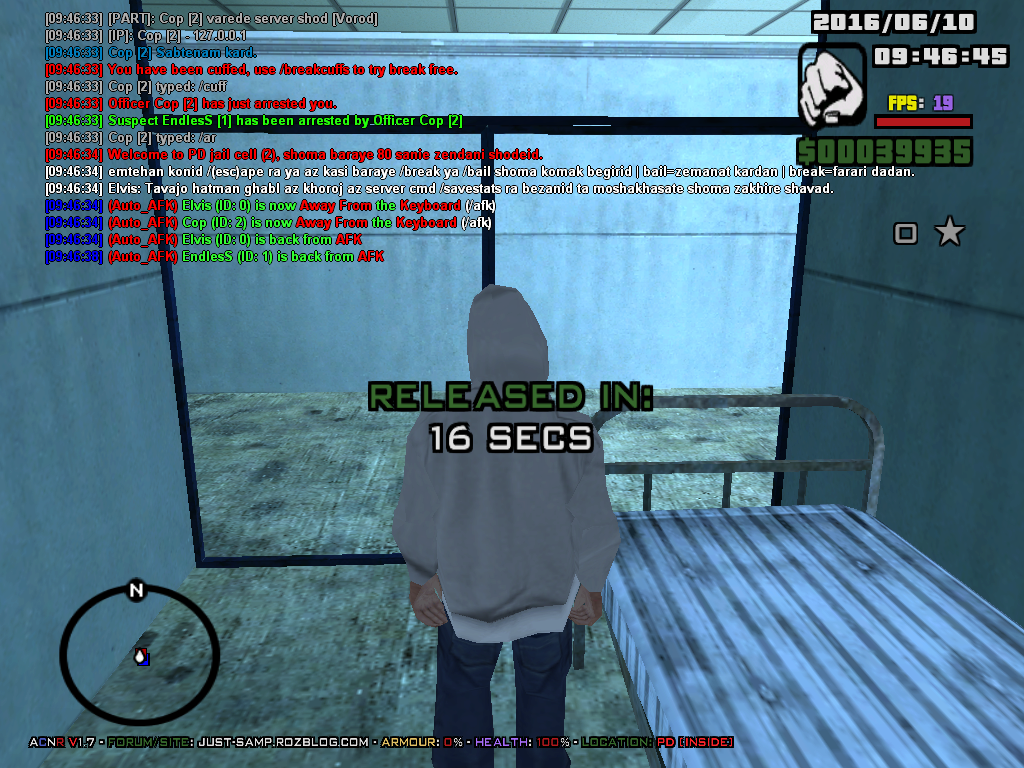 [09:46:33] [PART]: Cop [2] varede server shod [Vorod]
[09:46:33] [IP]: Cop [2] - 127.0.0.1
[09:46:33] Cop [2] Sabtenam kard.
[09:46:33] You have been cuffed, use /breakcuffs to try break free.
[09:46:33] Cop [2] typed: /cuff
[09:46:33] Officer Cop [2] has just arrested you.
[09:46:33] Suspect EndlesS [1] has been arrested by Officer Cop [2]
[09:46:33] Cop [2] typed: /ar
[09:46:34] Welcome to PD jail cell (2), shoma baraye 80 sanie zendani shodeid.
[09:46:34] emtehan konid /(esc)ape ra ya az kasi baraye /break ya /bail shoma komak begirid | bail=zemanat kardan | break=farari dadan.
[09:46:34] Elvis: Tavajo hatman ghabl az khoroj az server cmd /savestats ra bezanid ta moshakhasate shoma zakhire shavad.
[09:46:34] (Auto_AFK) Elvis (ID: 0) is now Away From the Keyboard (/afk)
[09:46:34] (Auto_AFK) Cop (ID: 2) is now Away From the Keyboard (/afk)
[09:46:34] (Auto_AFK) Elvis (ID: 0) is back from AFK
(Auto_AFK) EndlesS (ID: 1) is back from AFK
2016/06/10
09:46:45
FPS: 19
$00039935
RELEASED IN:
16 SECS
N
ACNR V1.7 - FORUM/SITE: JUST-SAMP.ROZBLOG.COM - ARMOUR: 0% - HEALTH: 100% - LOCATION: PD [INSIDE]